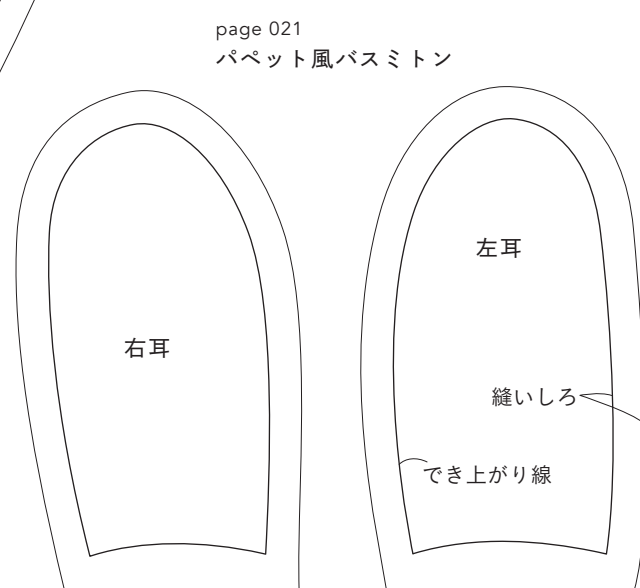 page 021
パペット風バスミトン
左耳
右耳
縫いしろ
でき上がり線